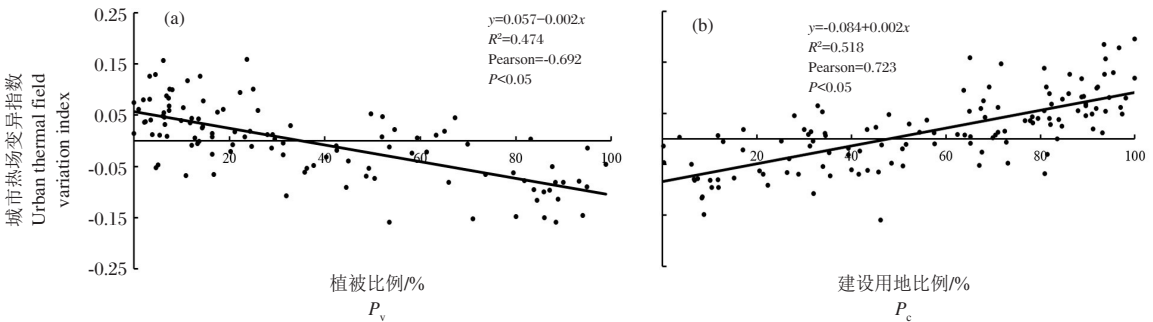 城市热场变异指数
Urban thermal field
variation index
0.25
0.15
0.05
-0.05
-0.15
-0.25
(a)
y=0.057−0.002x
R²=0.474
Pearson=-0.692
P<0.05
20
40
60
80
100
植被比例/%
Pv
(b)
y=-0.084+0.002x
R²=0.518
Pearson=0.723
P<0.05
20
40
60
80
100
建设用地比例/%
Pc